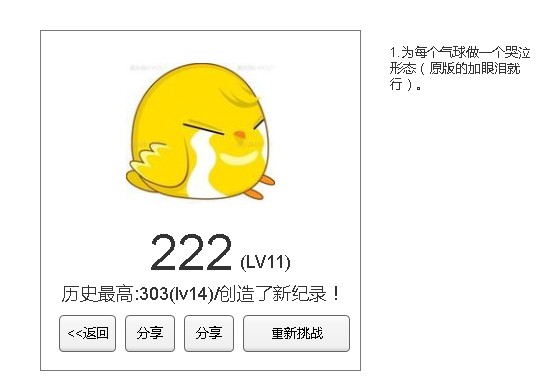 222 (LV11)
历史最高:303(lv14)/创造了新纪录！
<<返回
分享
分享
重新挑战
1.为每个气球做一个哭泣
形态（原版的加眼泪就
行）。